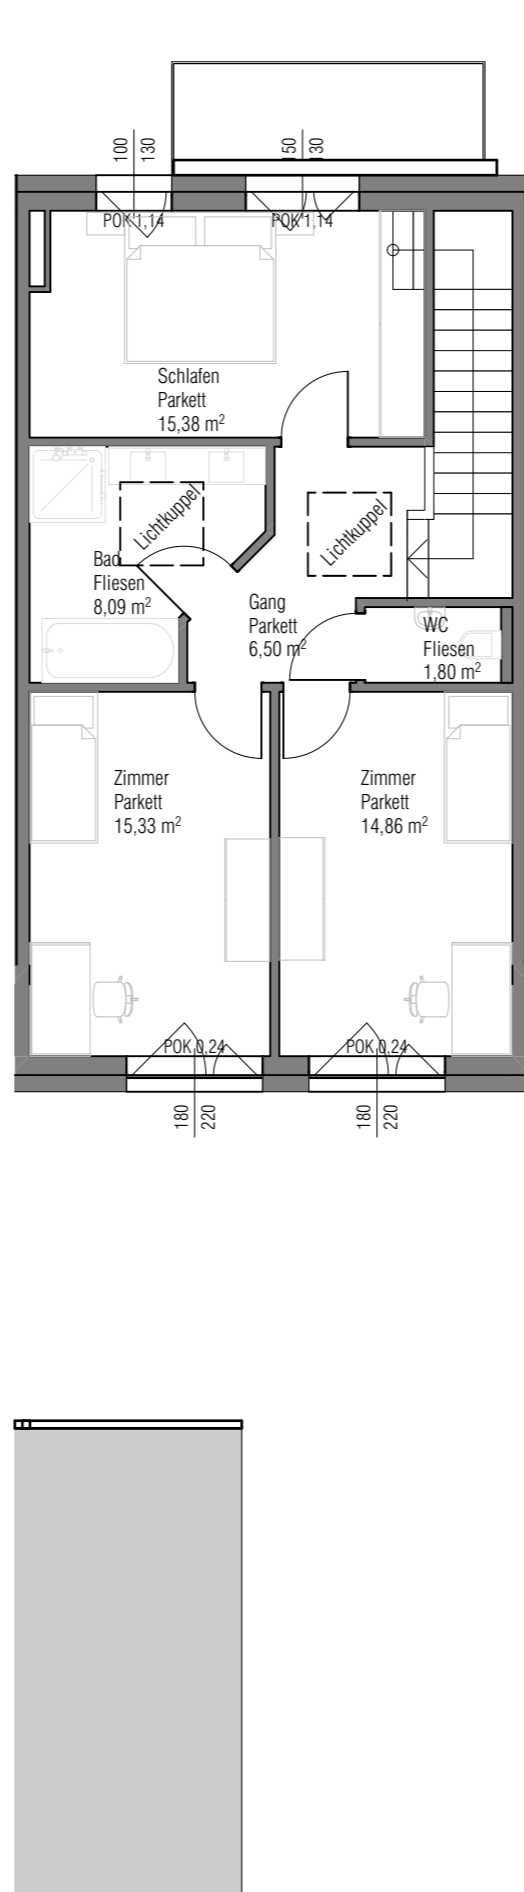 100
130
150
130
POK 1,14
POK 1,14
Schlafen
Parkett
15,38 m²
Lichtkuppel
Lichtkuppel
Bad
Fliesen
8,09 m²
Gang
Parkett
6,50 m²
WC
Fliesen
1,80 m²
Zimmer
Parkett
15,33 m²
Zimmer
Parkett
14,86 m²
POK 0,24
POK 0,24
180
220
180
220